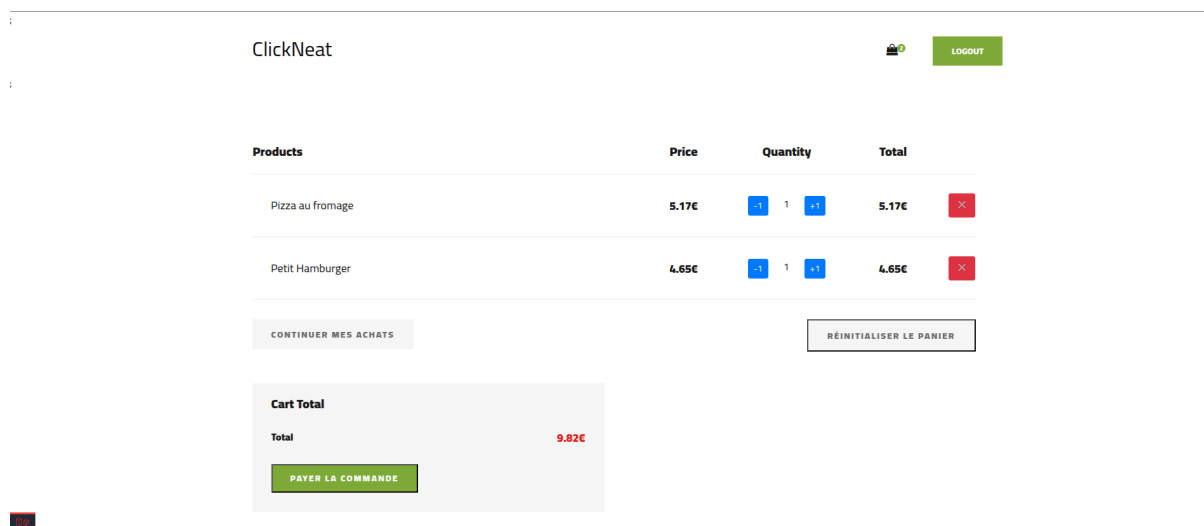 ;
ClickNeat 2 LOGOUT
;
Products Price Quantity Total
Pizza au fromage 5.17€ -1 1 +1 5.17€ ×
Petit Hamburger 4.65€ -1 1 +1 4.65€ ×
CONTINUER MES ACHATS RÉINITIALISER LE PANIER
Cart Total
Total 9.82€
PAYER LA COMMANDE